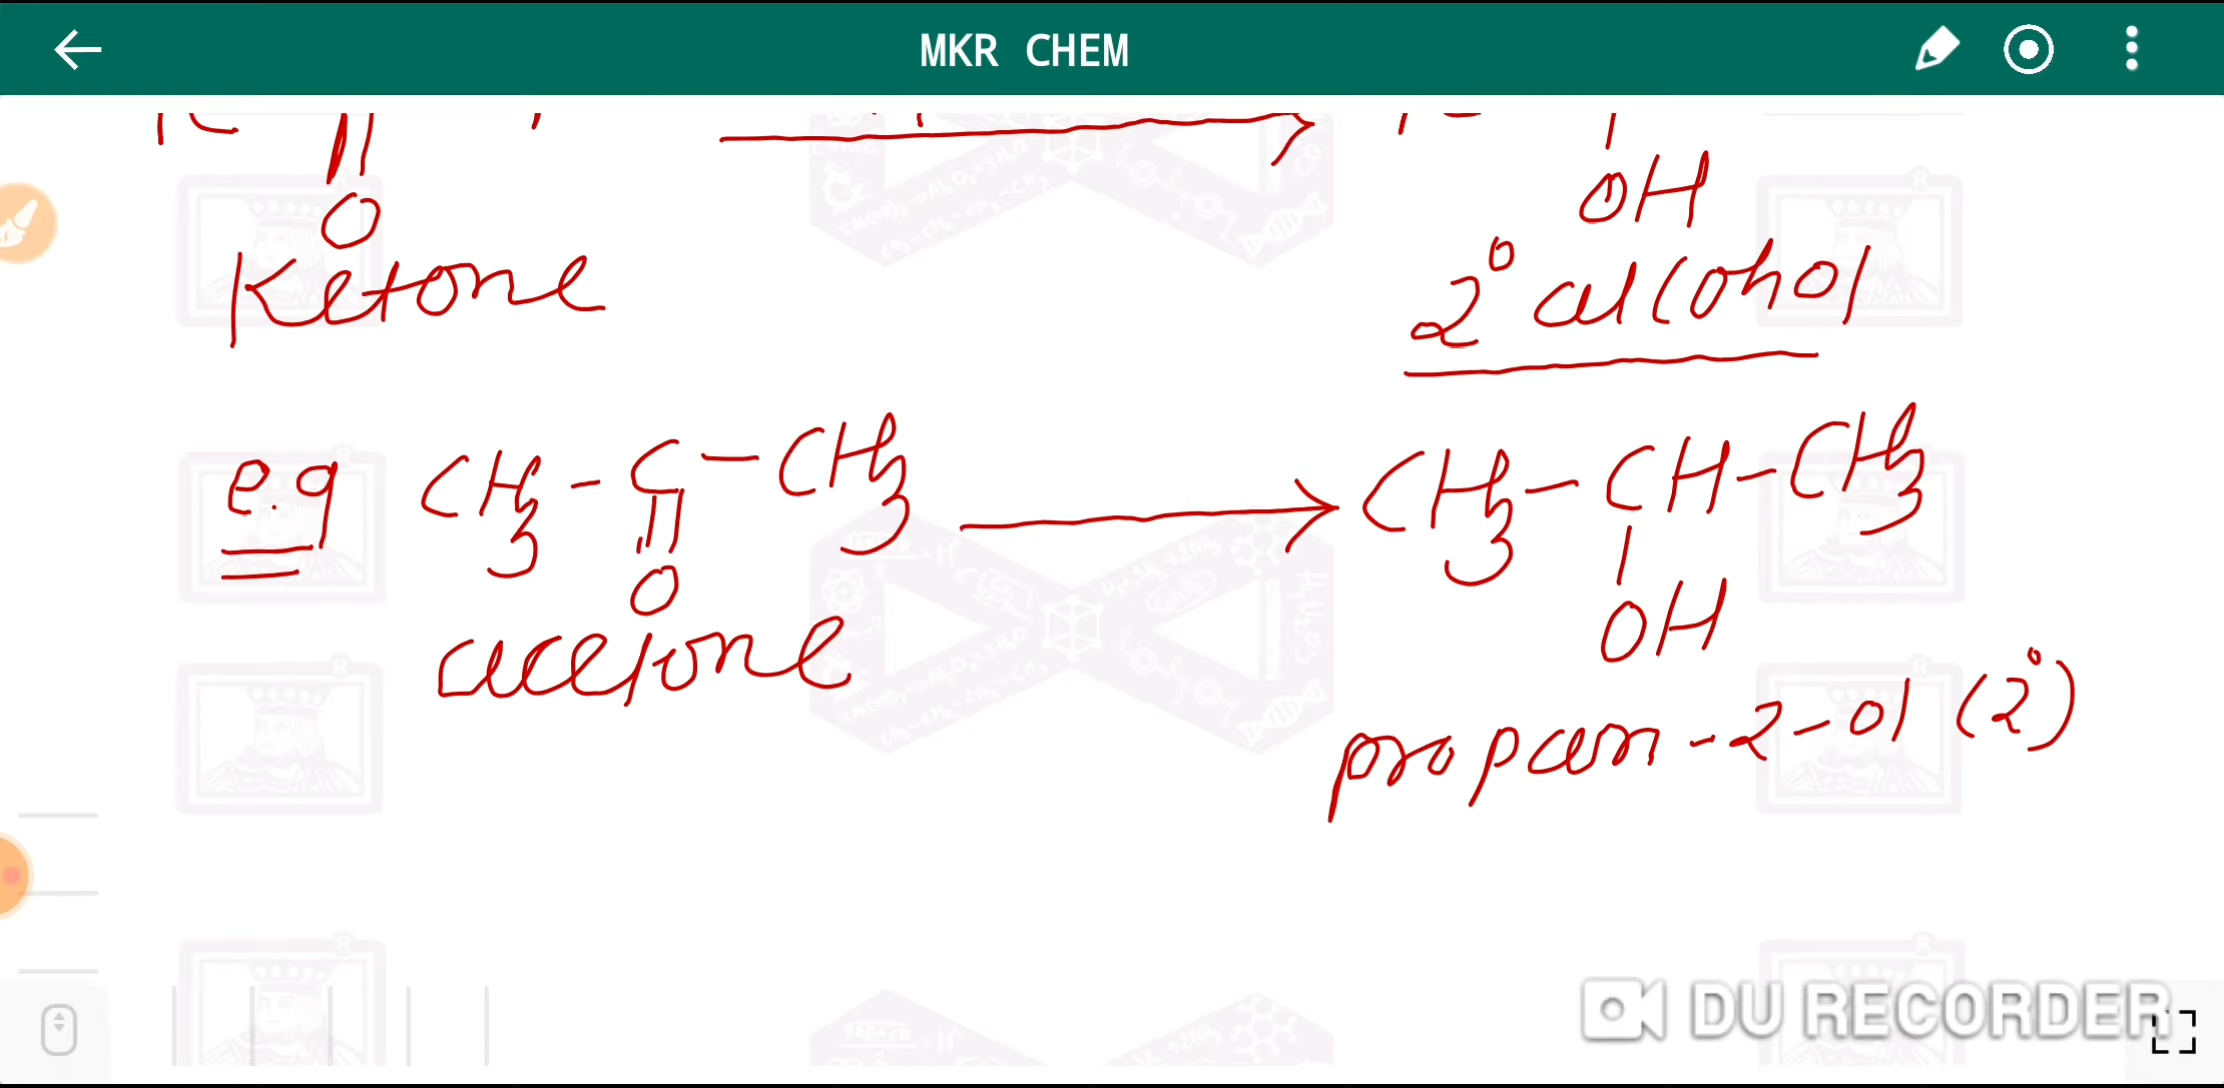 MKR CHEM
O
OH
Ketone
2° alcohol
e.g CH3 - C - CH3 → CH3 - CH - CH3
O
OH
acetone
propan-2-ol (2°)
DU RECORDER